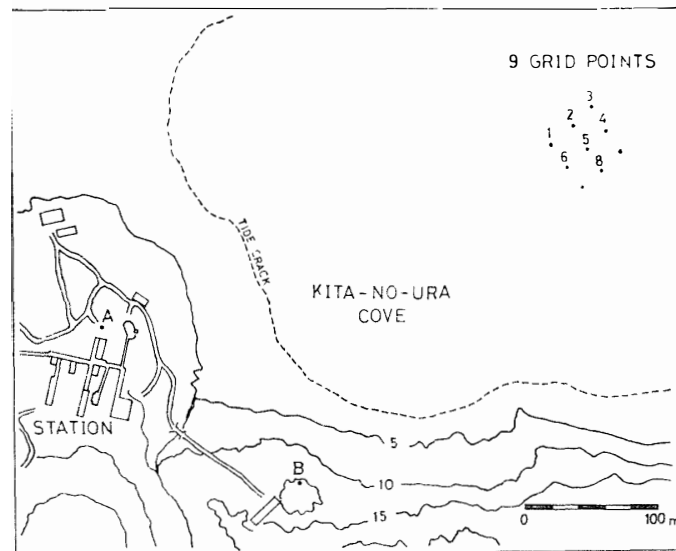 9 GRID POINTS
3
2
4
1
5
6
8
TIDE CRACK
KITA-NO-URA
COVE
A
STATION
5
B
10
15
0
100 m